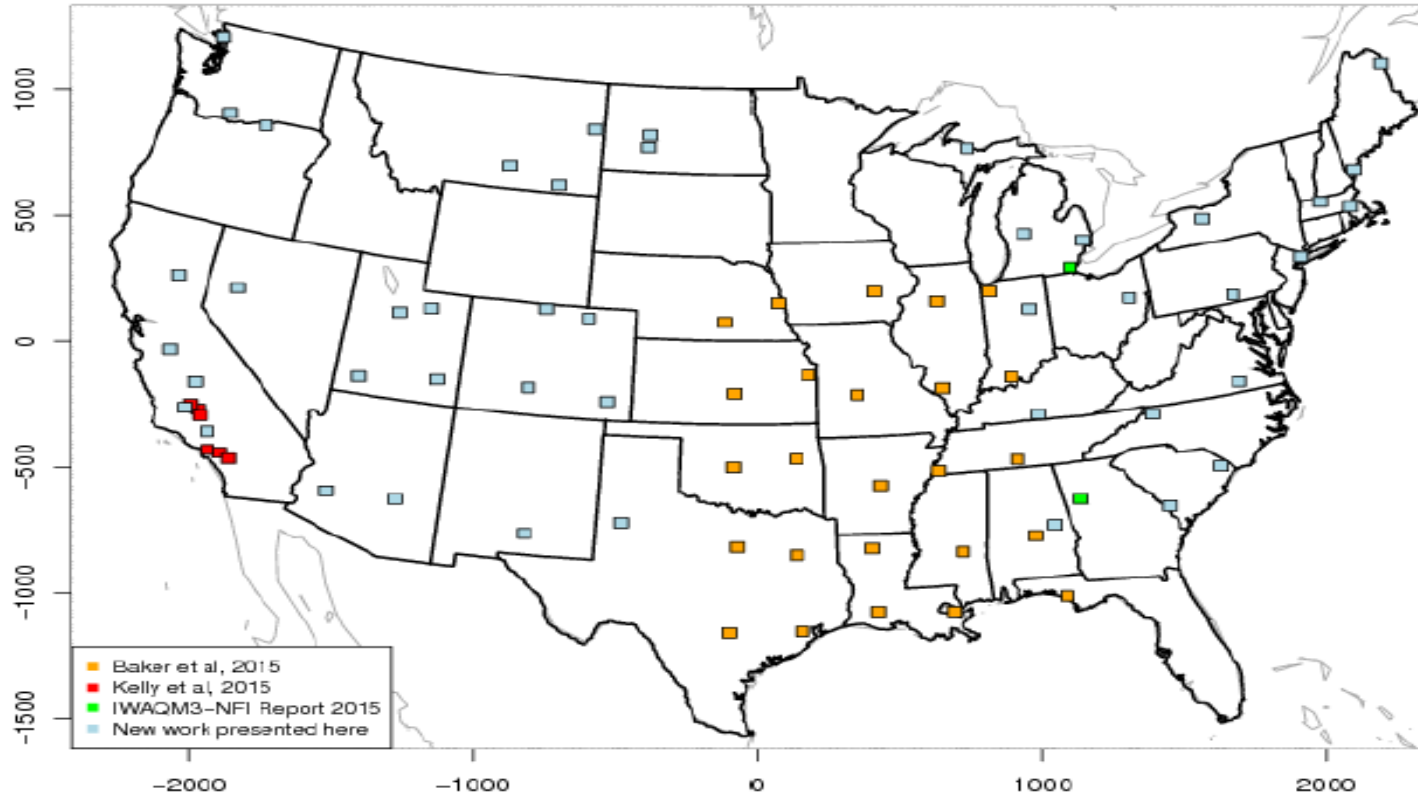 1000
500
0
-500
-1000
-1500
Baker et al, 2015
Kelly et al, 2015
IWAQM3-NFI Report 2015
New work presented here
-2000 -1000 0 1000 2000